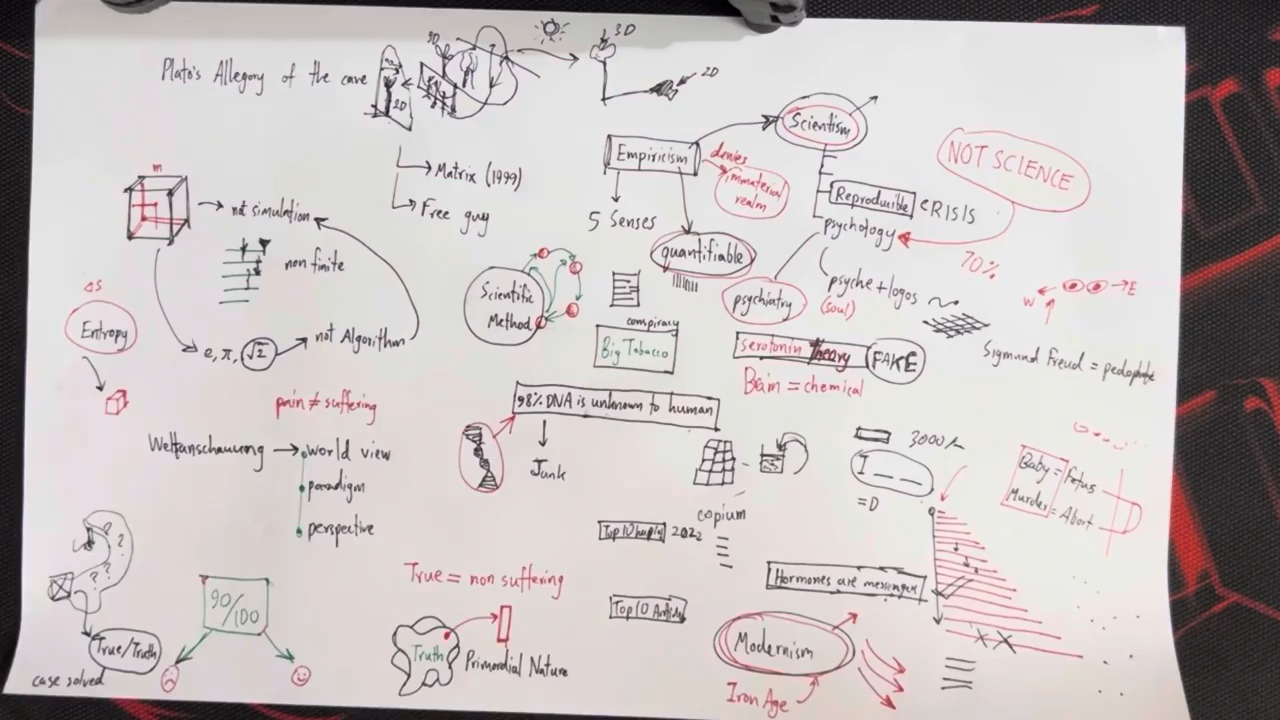 Plato's Allegory of the cave
3D
2D
3D
2D
Matrix (1999)
Free guy
Scientism
Empiricism
denies
immaterial
realm
5 Senses
quantifiable
NOT SCIENCE
Reproducible CRISIS
psychology
70%
psyche + logos
(soul)
psychiatry
W
E
m
not simulation
non finite
ΔS
Entropy
e, π, √2
not Algorithm
Scientific
Method
conspiracy
Big Tobacco
serotonin theory
FAKE
Brain = chemical
Sigmund Freud = pedophile
pain ≠ suffering
98% DNA is unknown to human
Junk
Weltanschauung
world view
paradigm
perspective
copium
I _ _
= D
Baby = Fetus
Murder = Abort
Top 10 2022
Top 10
Hormones are messenger
? ? ? ?
True/Truth
case solved
90/100
True = non suffering
Truth
Primordial Nature
Modernism
Iron Age